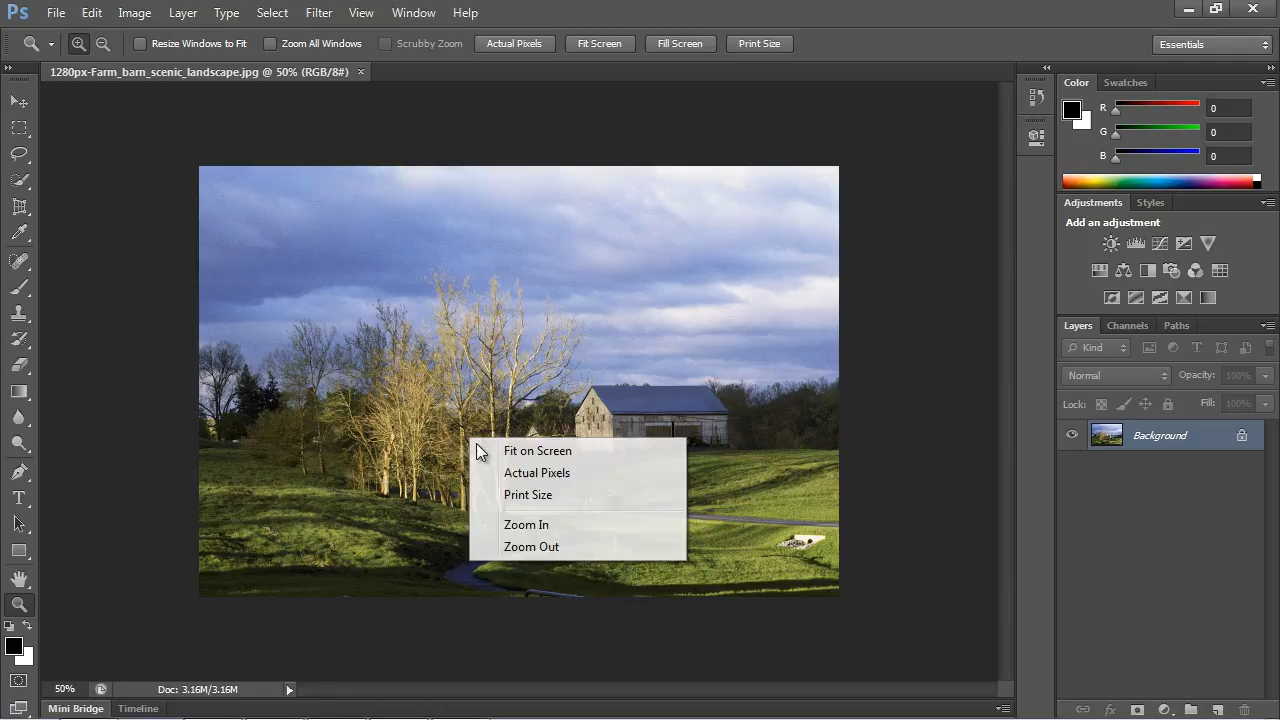 Ps File Edit Image Layer Type Select Filter View Window Help
Resize Windows to Fit Zoom All Windows Scrubby Zoom Actual Pixels Fit Screen Fill Screen Print Size Essentials
1280px-Farm_barn_scenic_landscape.jpg @ 50% (RGB/8#) ×
Color Swatches
R 0
G 0
B 0
Adjustments Styles
Add an adjustment
Layers Channels Paths
Kind
Normal Opacity: 100%
Lock: Fill: 100%
Background
Fit on Screen
Actual Pixels
Print Size
Zoom In
Zoom Out
50% Doc: 3.16M/3.16M
Mini Bridge Timeline